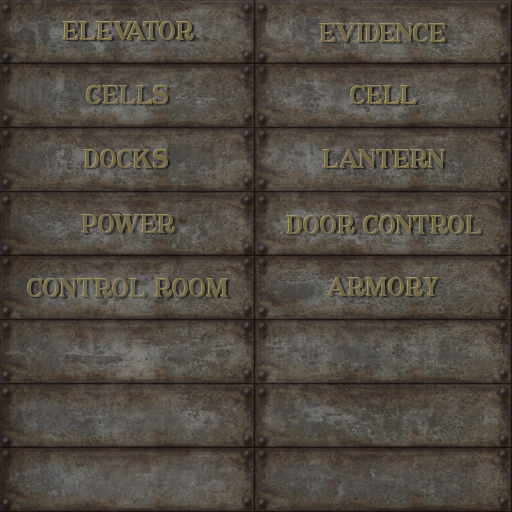 ELEVATOR
EVIDENCE
CELLS
CELL
DOCKS
LANTERN
POWER
DOOR CONTROL
CONTROL ROOM
ARMORY